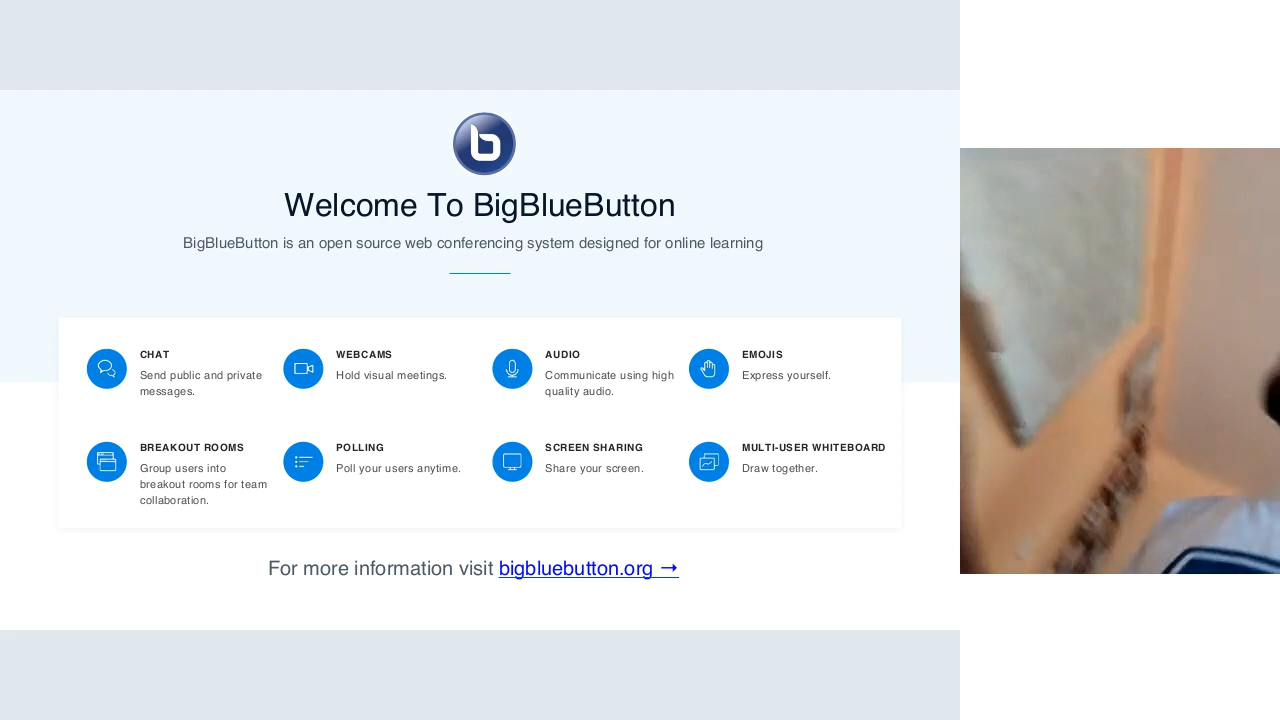 Welcome To BigBlueButton
BigBlueButton is an open source web conferencing system designed for online learning
CHAT
Send public and private
messages.
WEBCAMS
Hold visual meetings.
AUDIO
Communicate using high
quality audio.
EMOJIS
Express yourself.
BREAKOUT ROOMS
Group users into
breakout rooms for team
collaboration.
POLLING
Poll your users anytime.
SCREEN SHARING
Share your screen.
MULTI-USER WHITEBOARD
Draw together.
For more information visit bigbluebutton.org →